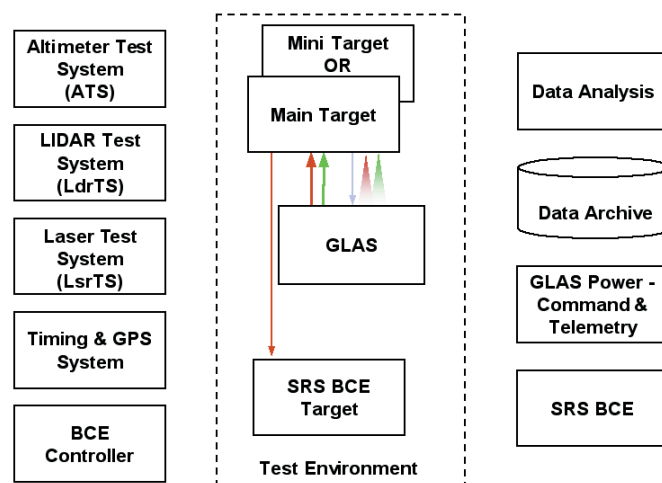 Altimeter Test
System
(ATS)
LIDAR Test
System
(LdrTS)
Laser Test
System
(LsrTS)
Timing & GPS
System
BCE
Controller
Mini Target
OR
Main Target
GLAS
SRS BCE
Target
Test Environment
Data Analysis
Data Archive
GLAS Power -
Command &
Telemetry
SRS BCE